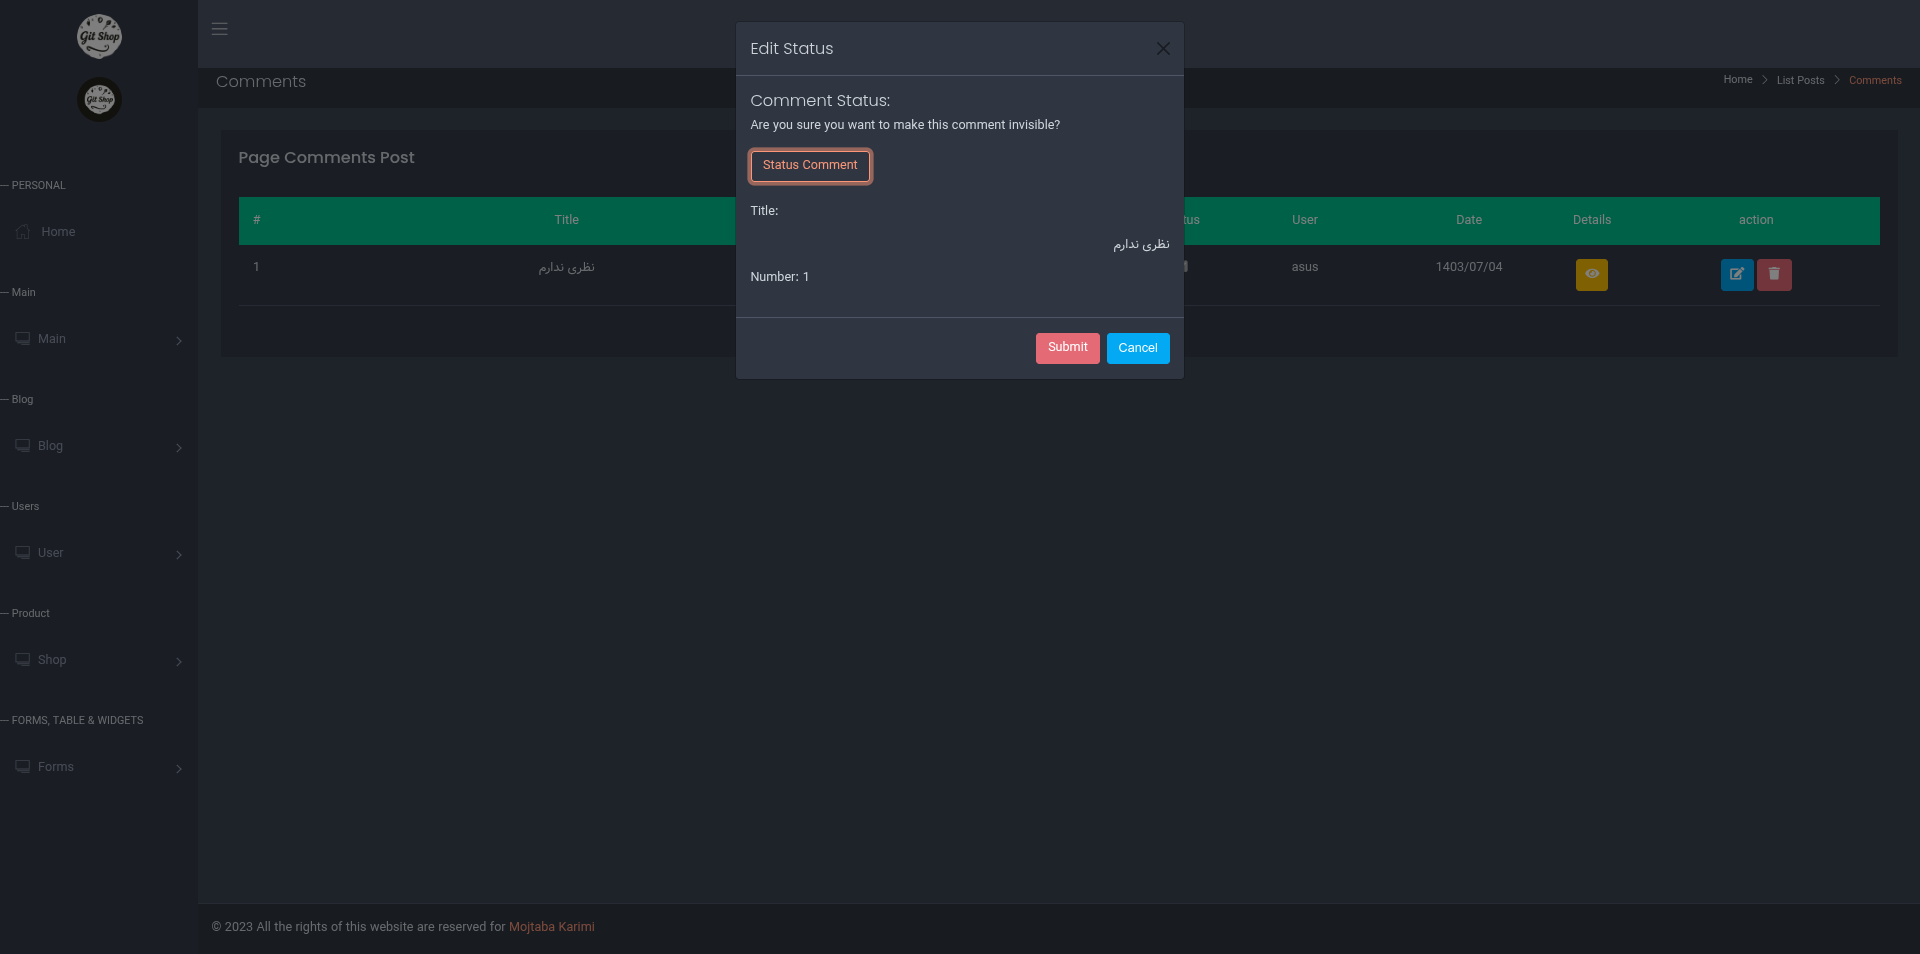 Git Shop
Git Shop
— PERSONAL
Home
— Main
Main
— Blog
Blog
— Users
User
— Product
Shop
— FORMS, TABLE & WIDGETS
Forms
Comments
Home > List Posts > Comments
Page Comments Post
# Title tus User Date Details action
1 نظری ندارم asus 1403/07/04
Edit Status
Comment Status:
Are you sure you want to make this comment invisible?
Status Comment
Title:
نظری ندارم
Number: 1
Submit Cancel
© 2023 All the rights of this website are reserved for Mojtaba Karimi